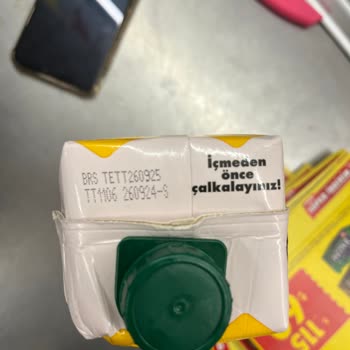 BRS TETT260925
TT1106 260924-S
İçmeden
önce
çalkalayınız!